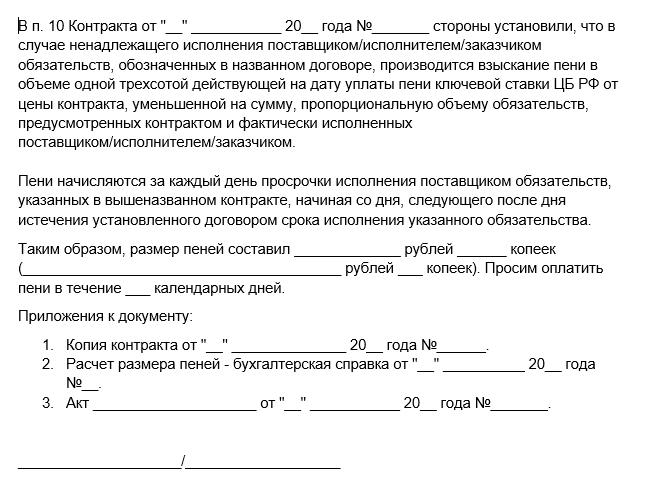 В п. 10 Контракта от "__" ___________ 20__ года №_______ стороны установили, что в
случае ненадлежащего исполнения поставщиком/исполнителем/заказчиком
обязательств, обозначенных в названном договоре, производится взыскание пени в
объеме одной трехсотой действующей на дату уплаты пени ключевой ставки ЦБ РФ от
цены контракта, уменьшенной на сумму, пропорциональную объему обязательств,
предусмотренных контрактом и фактически исполненных
поставщиком/исполнителем/заказчиком.
Пени начисляются за каждый день просрочки исполнения поставщиком обязательств,
указанных в вышеназванном контракте, начиная со дня, следующего после дня
истечения установленного договором срока исполнения указанного обязательства.
Таким образом, размер пеней составил _____________ рублей ______ копеек
(_______________________________________ рублей ___ копеек). Просим оплатить
пени в течение ___ календарных дней.
Приложения к документу:
1. Копия контракта от "__" ______________ 20__ года №______.
2. Расчет размера пеней - бухгалтерская справка от "__" __________ 20__ года
№__.
3. Акт ____________________ от "__" ___________ 20__ года №_______.
____________________/___________________